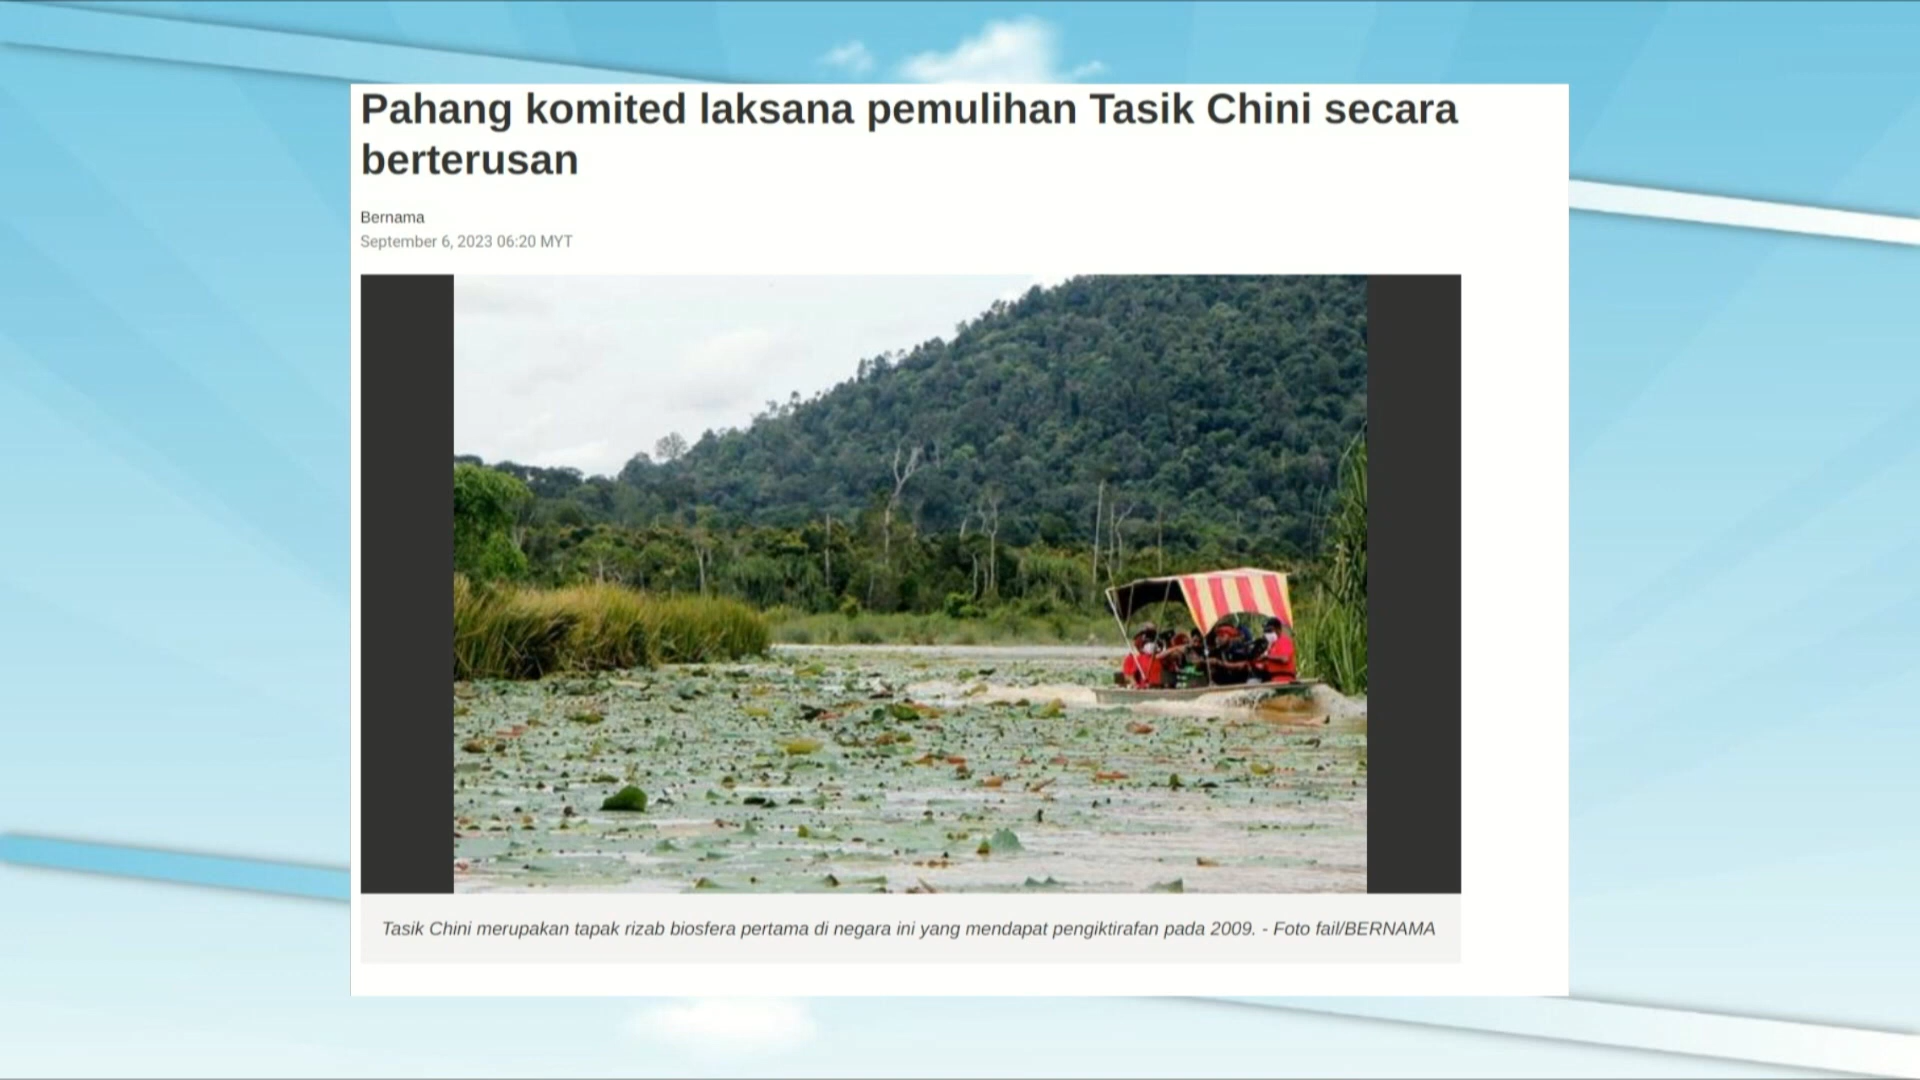 Pahang komited laksana pemulihan Tasik Chini secara
berterusan
Bernama
September 6, 2023 06:20 MYT
Tasik Chini merupakan tapak rizab biosfera pertama di negara ini yang mendapat pengiktirafan pada 2009. - Foto fail/BERNAMA